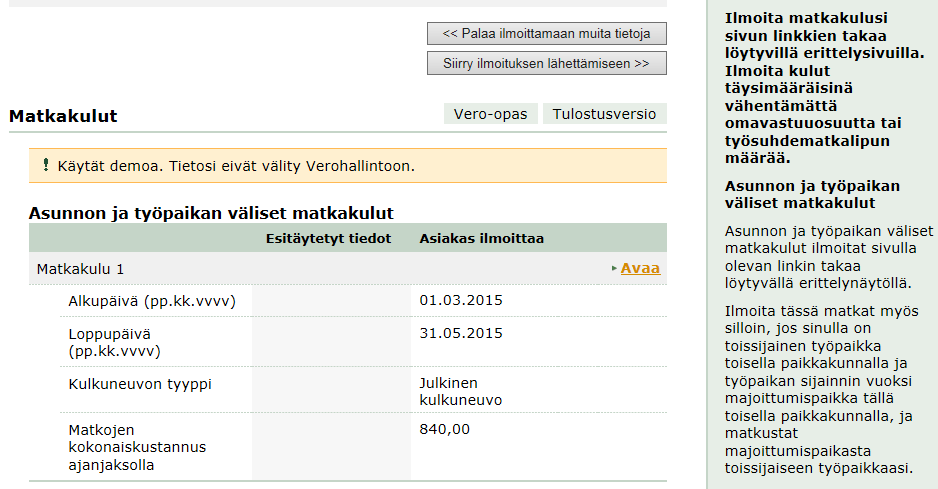 << Palaa ilmoittamaan muita tietoja
Siirry ilmoituksen lähettämiseen >>
Matkakulut
Vero-opas
Tulostusversio
! Käytät demoa. Tietosi eivät välity Verohallintoon.
Asunnon ja työpaikan väliset matkakulut
Esitäytetyt tiedot
Asiakas ilmoittaa
Matkakulu 1
Avaa
Alkupäivä (pp.kk.vvvv)
01.03.2015
Loppupäivä
(pp.kk.vvvv)
31.05.2015
Kulkuneuvon tyyppi
Julkinen
kulkuneuvo
Matkojen
kokonaiskustannus
ajanjaksolla
840,00
Ilmoita matkakulusi
sivun linkkien takaa
löytyvillä erittelysivuilla.
Ilmoita kulut
täysimääräisinä
vähentämättä
omavastuuosuutta tai
työsuhdematkalipun
määrää.
Asunnon ja työpaikan
väliset matkakulut
Asunnon ja työpaikan väliset
matkakulut ilmoitat sivulla
olevan linkin takaa
löytyvällä erittelynäytöllä.
Ilmoita tässä matkat myös
silloin, jos sinulla on
toissijainen työpaikka
toisella paikkakunnalla ja
työpaikan sijainnin vuoksi
majoittumispaikka tällä
toisella paikkakunnalla, ja
matkustat
majoittumispaikasta
toissijaiseen työpaikkaasi.